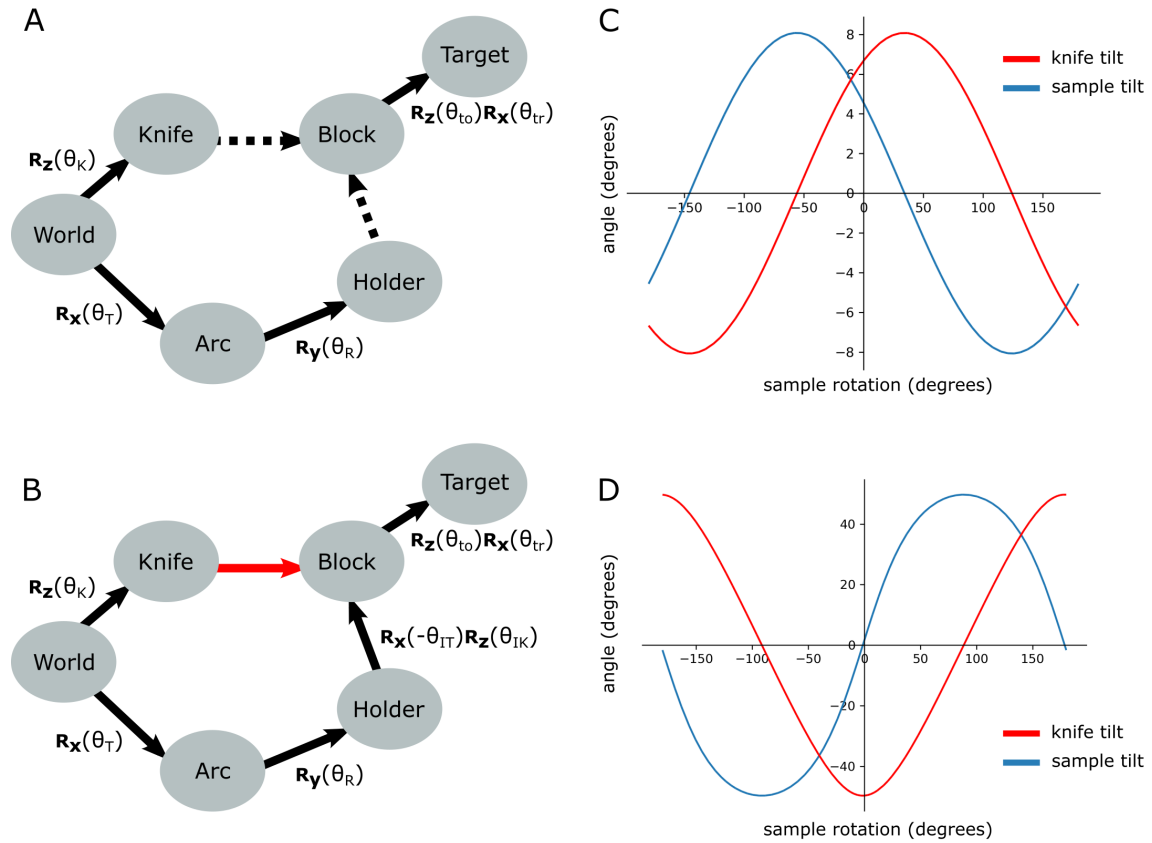 A
Target
Knife
Block
R𝐳(θto)R𝐱(θtr)
R𝐳(θK)
World
Holder
R𝐱(θT)
Arc
R𝐲(θR)
C
8
6
4
2
0
−2
−4
−6
−8
−150
−100
−50
0
50
100
150
angle (degrees)
sample rotation (degrees)
knife tilt
sample tilt
B
Target
Knife
Block
R𝐳(θto)R𝐱(θtr)
R𝐳(θK)
R𝐱(-θIT)R𝐳(θIK)
World
Holder
R𝐱(θT)
Arc
R𝐲(θR)
D
40
20
0
−20
−40
−150
−100
−50
0
50
100
150
angle (degrees)
sample rotation (degrees)
knife tilt
sample tilt